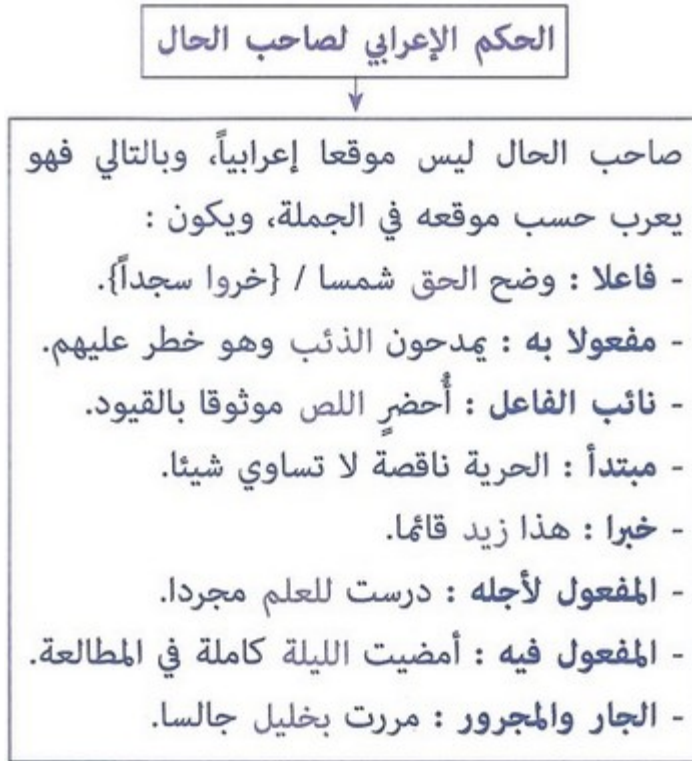 الحكم الإعرابي لصاحب الحال
صاحب الحال ليس موقعا إعرابياً، وبالتالي فهو
يعرب حسب موقعه في الجملة، ويكون :
- فاعلا : وضح الحق شمسا / {خروا سجداً}.
- مفعولا به : يمدحون الذئب وهو خطر عليهم.
- نائب الفاعل : أُحضرٍ اللص موثوقا بالقيود.
- مبتدأ : الحرية ناقصة لا تساوي شيئا.
- خبرا : هذا زيد قائما.
- المفعول لأجله : درست للعلم مجردا.
- المفعول فيه : أمضيت الليلة كاملة في المطالعة.
- الجار والمجرور : مررت بخليل جالسا.